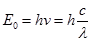 E₀ = hν = h c/λ